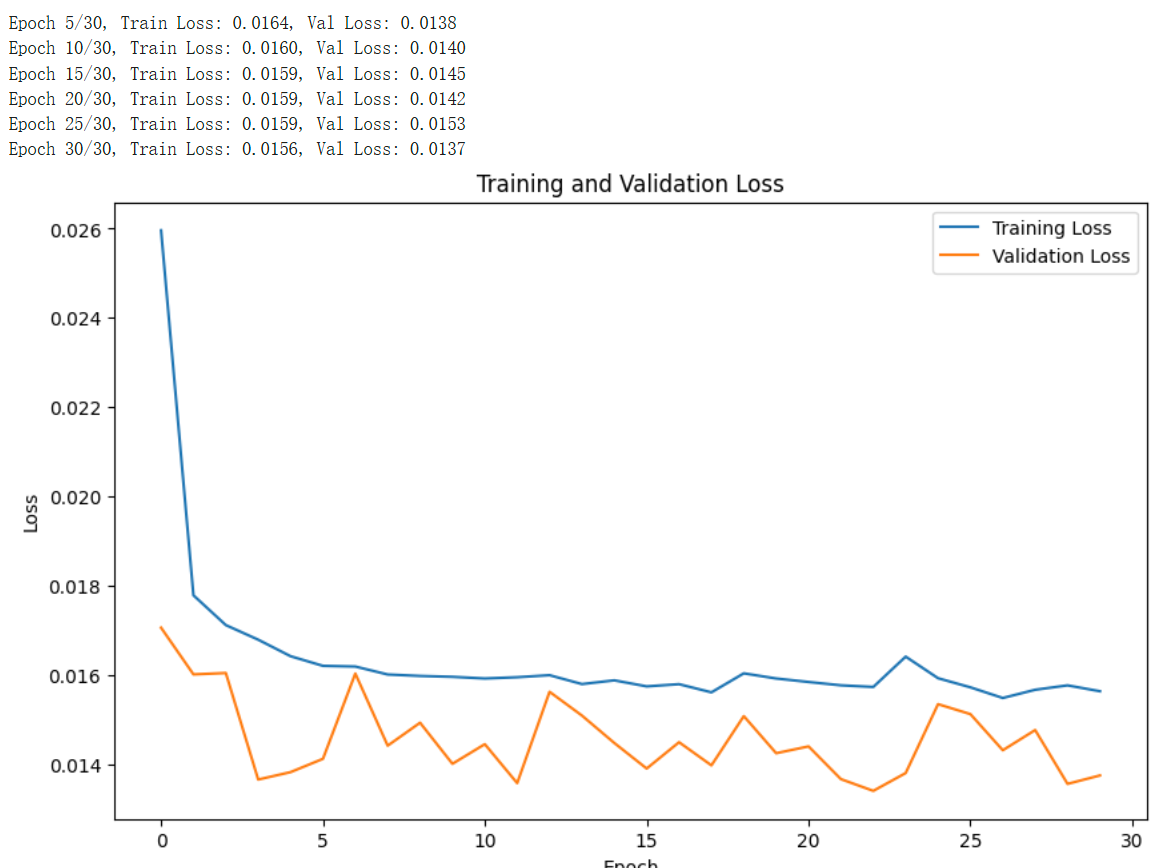 Epoch 5/30, Train Loss: 0.0164, Val Loss: 0.0138
Epoch 10/30, Train Loss: 0.0160, Val Loss: 0.0140
Epoch 15/30, Train Loss: 0.0159, Val Loss: 0.0145
Epoch 20/30, Train Loss: 0.0159, Val Loss: 0.0142
Epoch 25/30, Train Loss: 0.0159, Val Loss: 0.0153
Epoch 30/30, Train Loss: 0.0156, Val Loss: 0.0137
Training and Validation Loss
Training Loss
Validation Loss
0.026
0.024
0.022
0.020
0.018
0.016
0.014
Loss
0 5 10 15 20 25 30
Epoch